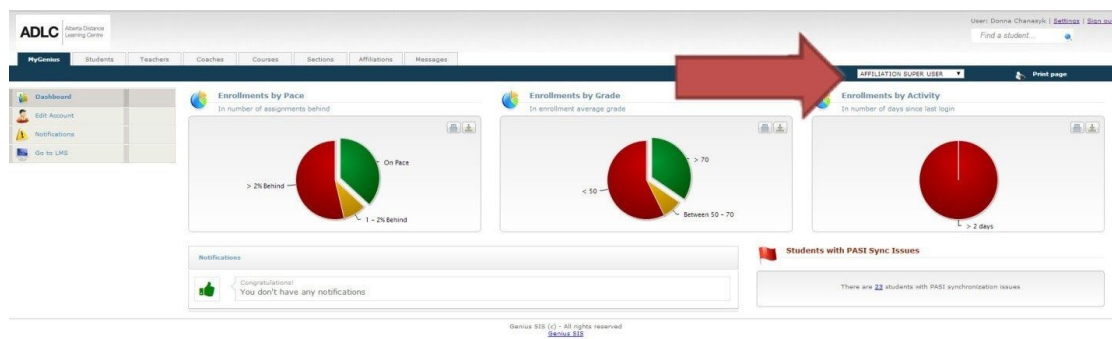 User: Donna Chanasyk | Settings | Sign out
ADLC Alberta Distance
Learning Centre
Find a student...
MyGenius Students Teachers Coaches Courses Sections Affiliations Messages
AFFILIATION SUPER USER Print page
Dashboard
Edit Account
Notifications
Go to LMS
Enrollments by Pace
In number of assignments behind
On Pace
> 2% Behind
1 - 2% Behind
Enrollments by Grade
In enrollment average grade
> 70
< 50
Between 50 - 70
Enrollments by Activity
In number of days since last login
> 2 days
Notifications
Congratulations!
You don't have any notifications
Students with PASI Sync Issues
There are 23 students with PASI synchronization issues
Genius SIS (c) - All rights reserved
Genius SIS